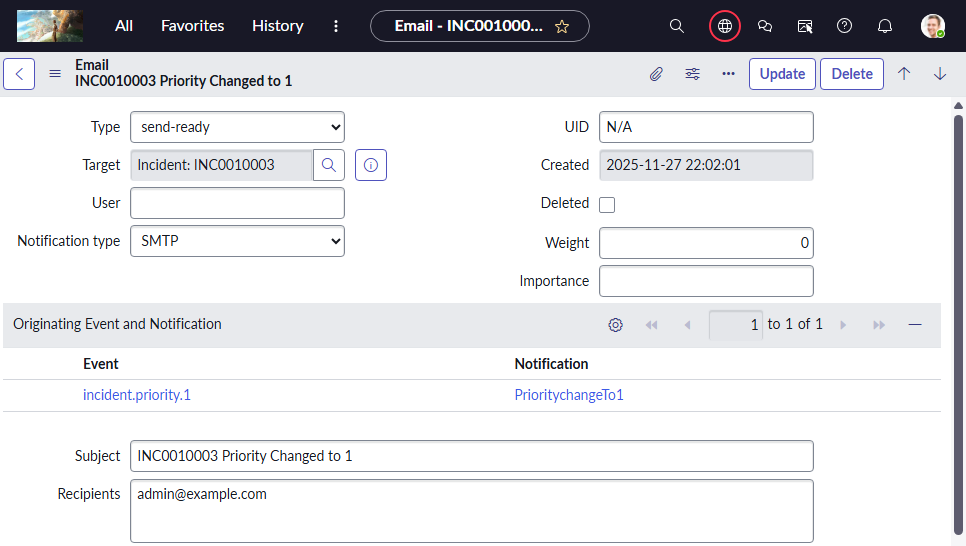 All Favorites History Email - INC001000...
Email
INC0010003 Priority Changed to 1
Update Delete
Type send-ready UID N/A
Target Incident: INC0010003 Created 2025-11-27 22:02:01
User Deleted
Notification type SMTP Weight 0
Importance
Originating Event and Notification 1 to 1 of 1
Event Notification
incident.priority.1 PrioritychangeTo1
Subject INC0010003 Priority Changed to 1
Recipients admin@example.com